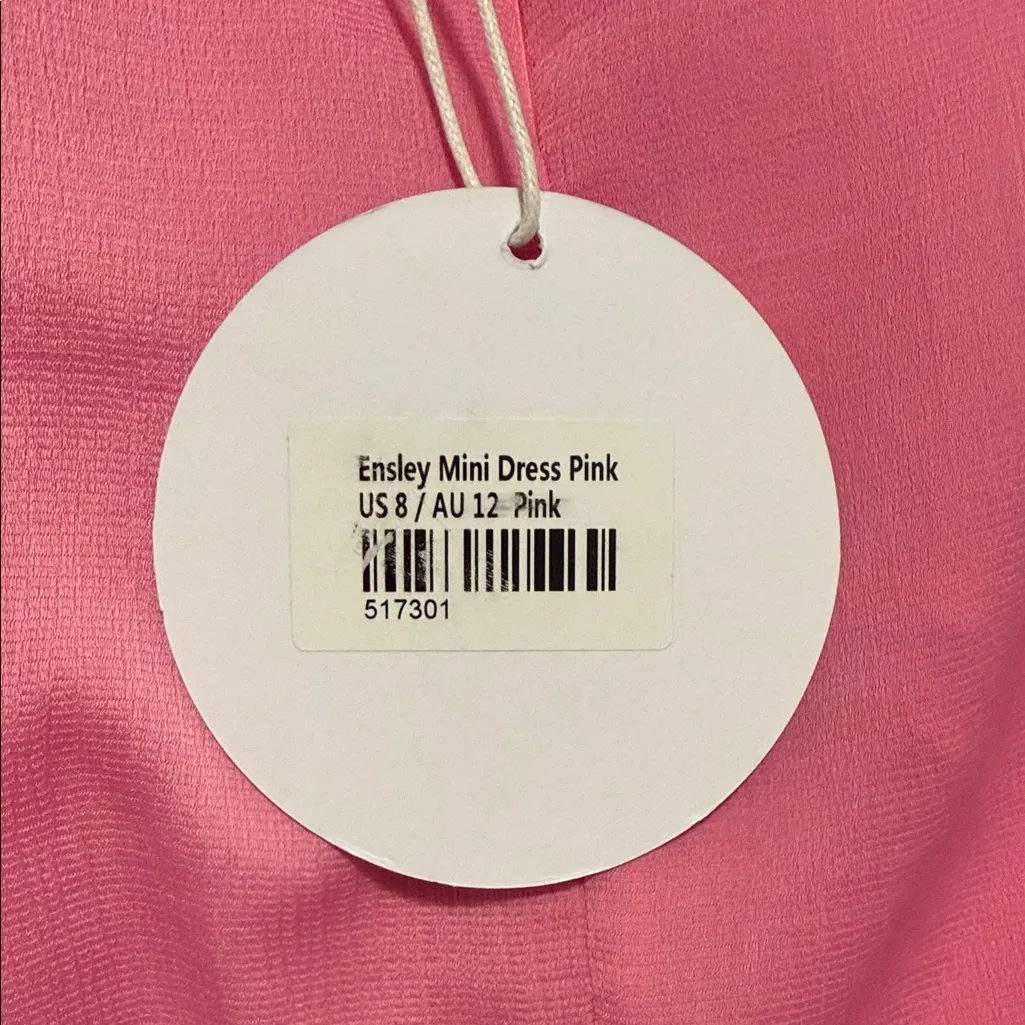 Ensley Mini Dress Pink
US 8 / AU 12 Pink
517301